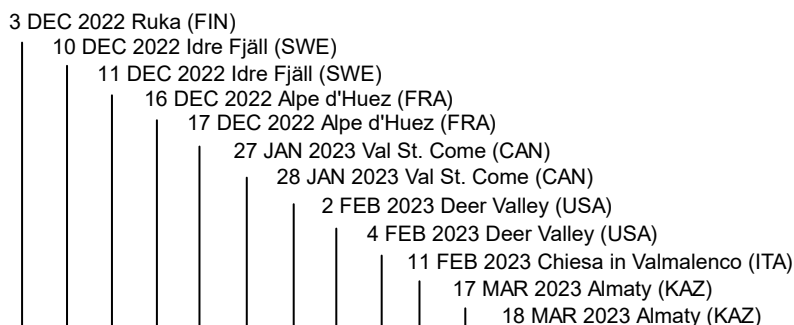 3 DEC 2022 Ruka (FIN)
10 DEC 2022 Idre Fjäll (SWE)
11 DEC 2022 Idre Fjäll (SWE)
16 DEC 2022 Alpe d'Huez (FRA)
17 DEC 2022 Alpe d'Huez (FRA)
27 JAN 2023 Val St. Come (CAN)
28 JAN 2023 Val St. Come (CAN)
2 FEB 2023 Deer Valley (USA)
4 FEB 2023 Deer Valley (USA)
11 FEB 2023 Chiesa in Valmalenco (ITA)
17 MAR 2023 Almaty (KAZ)
18 MAR 2023 Almaty (KAZ)